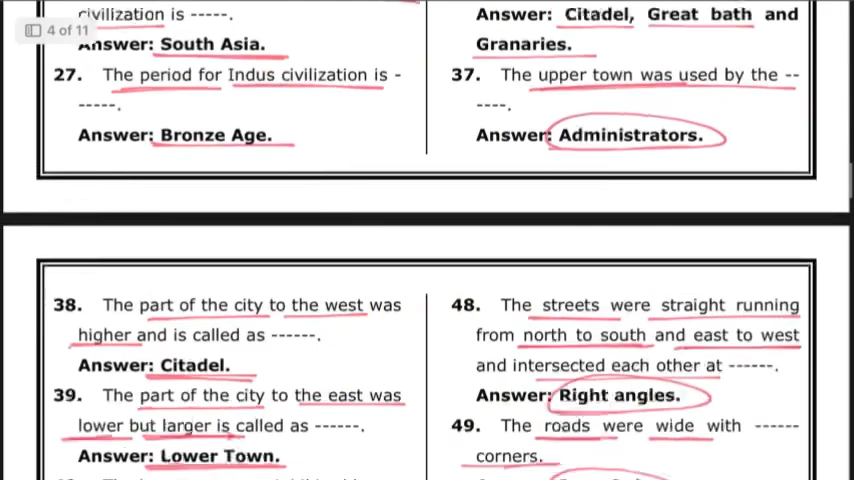 civilization is -----.
4 of 11
Answer: South Asia.
27. The period for Indus civilization is -
-----.
Answer: Bronze Age.
Answer: Citadel, Great bath and
Granaries.
37. The upper town was used by the --
----.
Answer: Administrators.
38. The part of the city to the west was
higher and is called as ------.
Answer: Citadel.
39. The part of the city to the east was
lower but larger is called as ------.
Answer: Lower Town.
48. The streets were straight running
from north to south and east to west
and intersected each other at ------.
Answer: Right angles.
49. The roads were wide with ------
corners.